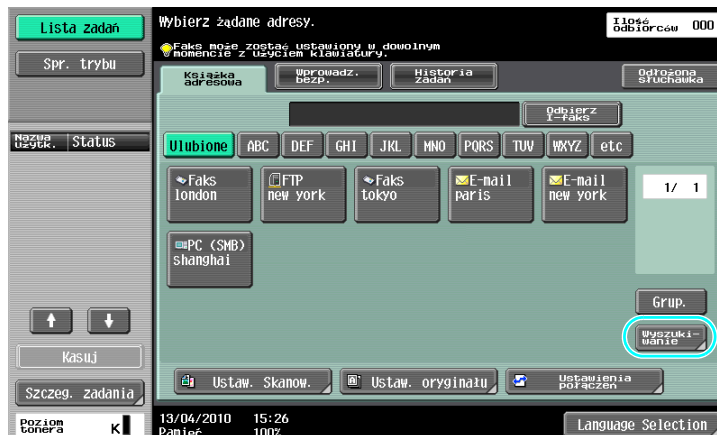 Lista zadań
Spr. trybu
Nazwa użytk.
Status
Kasuj
Szczeg. zadania
Poziom tonera
K
Wybierz żądane adresy.
Ilość odbiorców 000
Faks może zostać ustawiony w dowolnym
momencie z użyciem klawiatury.
Książka adresowa
Wprowadz. bezp.
Historia zadań
Odłożona słuchawka
Odbierz I-faks
Ulubione ABC DEF GHI JKL MNO PQRS TUV WXYZ etc
Faks london
FTP new york
Faks tokyo
E-mail paris
E-mail new york
1/ 1
PC (SMB) shanghai
Grup.
Wyszuki-
wanie
Ustaw. Skanow.
Ustaw. oryginału
Ustawienia połączeń
13/04/2010 15:26
Pamięć 100%
Language Selection